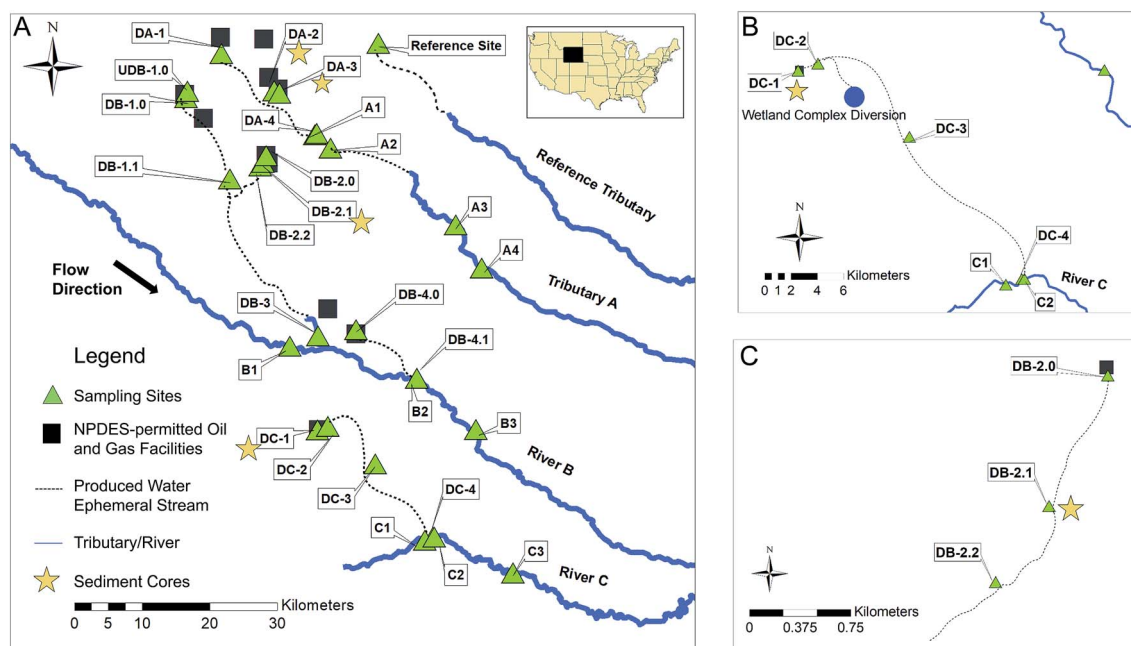 A
N
DA-1
DA-2
Reference Site
UDB-1.0
DA-3
DB-1.0
A1
DA-4
A2
DB-1.1
DB-2.0
DB-2.1
DB-2.2
Reference Tributary
A3
A4
Tributary A
Flow
Direction
DB-3
DB-4.0
DB-4.1
B1
B2
B3
River B
Legend
Sampling Sites
NPDES-permitted Oil
and Gas Facilities
Produced Water
Ephemeral Stream
Tributary/River
Sediment Cores
DC-1
DC-2
DC-3
DC-4
C1
C2
C3
River C
Kilometers
0 5 10 20 30
B
DC-2
DC-1
Wetland Complex Diversion
DC-3
N
DC-4
C1
C2
River C
Kilometers
0 1 2 4 6
C
DB-2.0
DB-2.1
DB-2.2
N
Kilometers
0 0.375 0.75